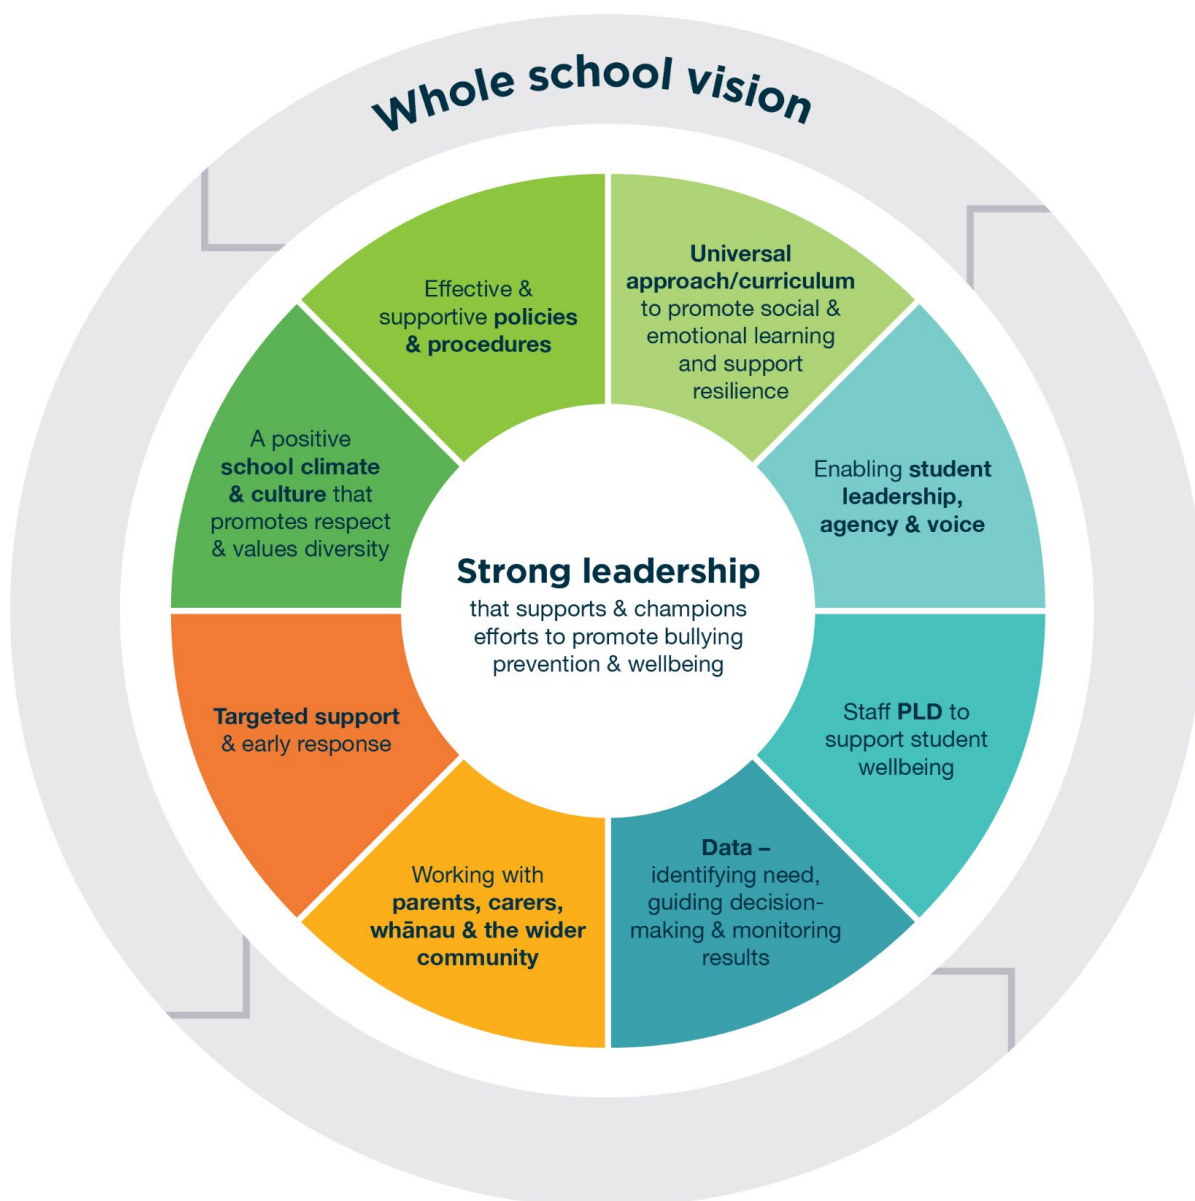 Whole school vision
Universal
approach/curriculum
to promote social &
emotional learning
and support
resilience
Enabling student
leadership,
agency & voice
Staff PLD to
support student
wellbeing
Data –
identifying need,
guiding decision-
making & monitoring
results
Working with
parents, carers,
whānau & the wider
community
Targeted support
& early response
A positive
school climate
& culture that
promotes respect
& values diversity
Effective &
supportive policies
& procedures
Strong leadership
that supports & champions
efforts to promote bullying
prevention & wellbeing